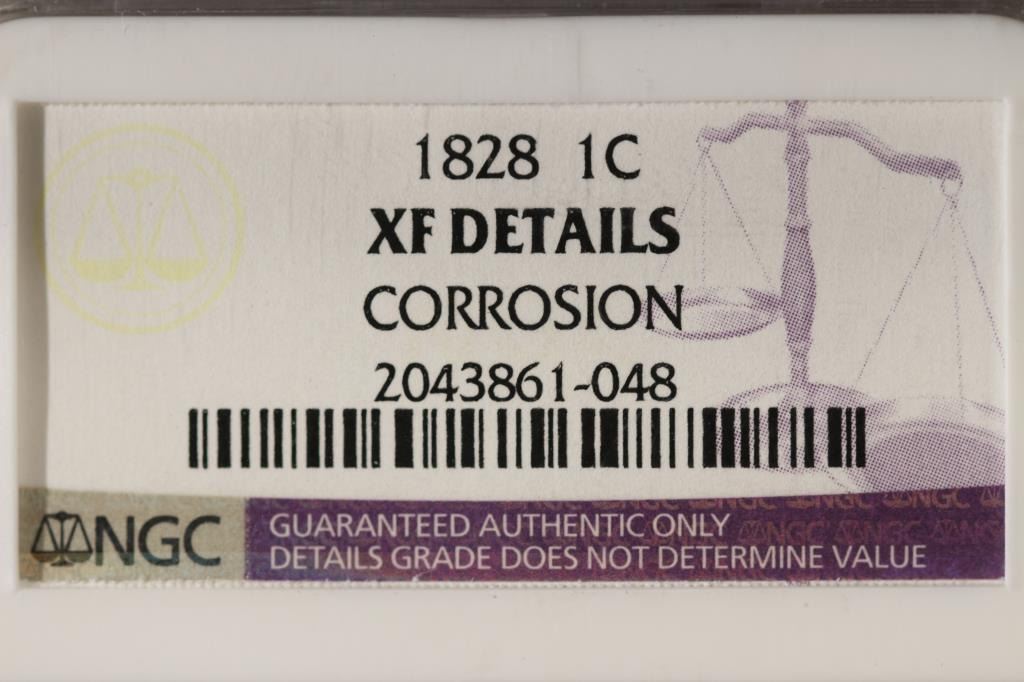 1828 1C
XF DETAILS
CORROSION
2043861-048
NGC
GUARANTEED AUTHENTIC ONLY
DETAILS GRADE DOES NOT DETERMINE VALUE